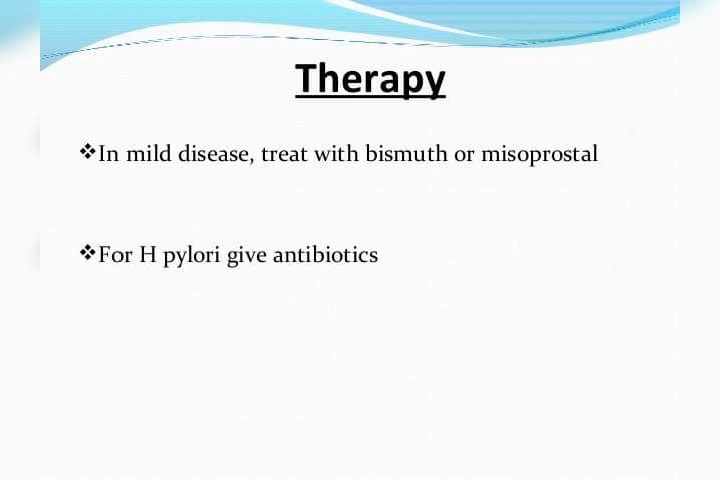 Therapy
❖In mild disease, treat with bismuth or misoprostal
❖For H pylori give antibiotics